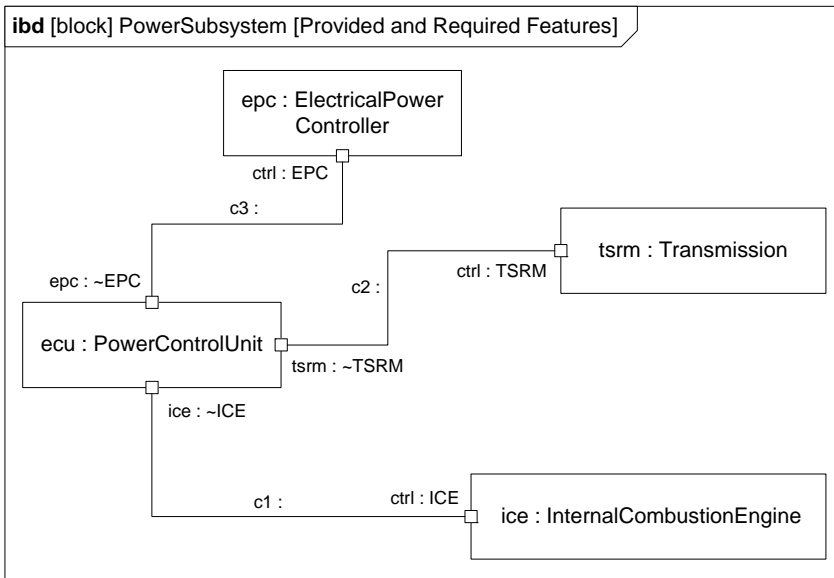 ibd [block] PowerSubsystem [Provided and Required Features]
epc : ElectricalPower
Controller
ctrl : EPC
c3 :
tsrm : Transmission
ctrl : TSRM
epc : ~EPC
c2 :
ecu : PowerControlUnit
tsrm : ~TSRM
ice : ~ICE
c1 :
ctrl : ICE
ice : InternalCombustionEngine